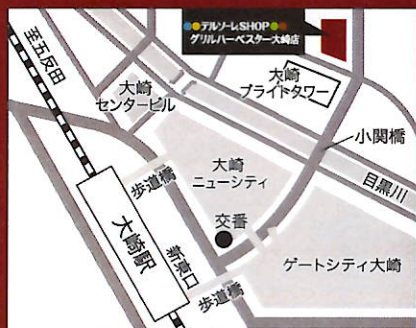 デルソーレSHOP
グリルハーベスター大崎店
至五反田
大崎
センタービル
大崎
ブライトタワー
小関橋
目黒川
歩道橋
大崎
ニューシティ
交番
大崎駅
新東口
歩道橋
ゲートシティ大崎